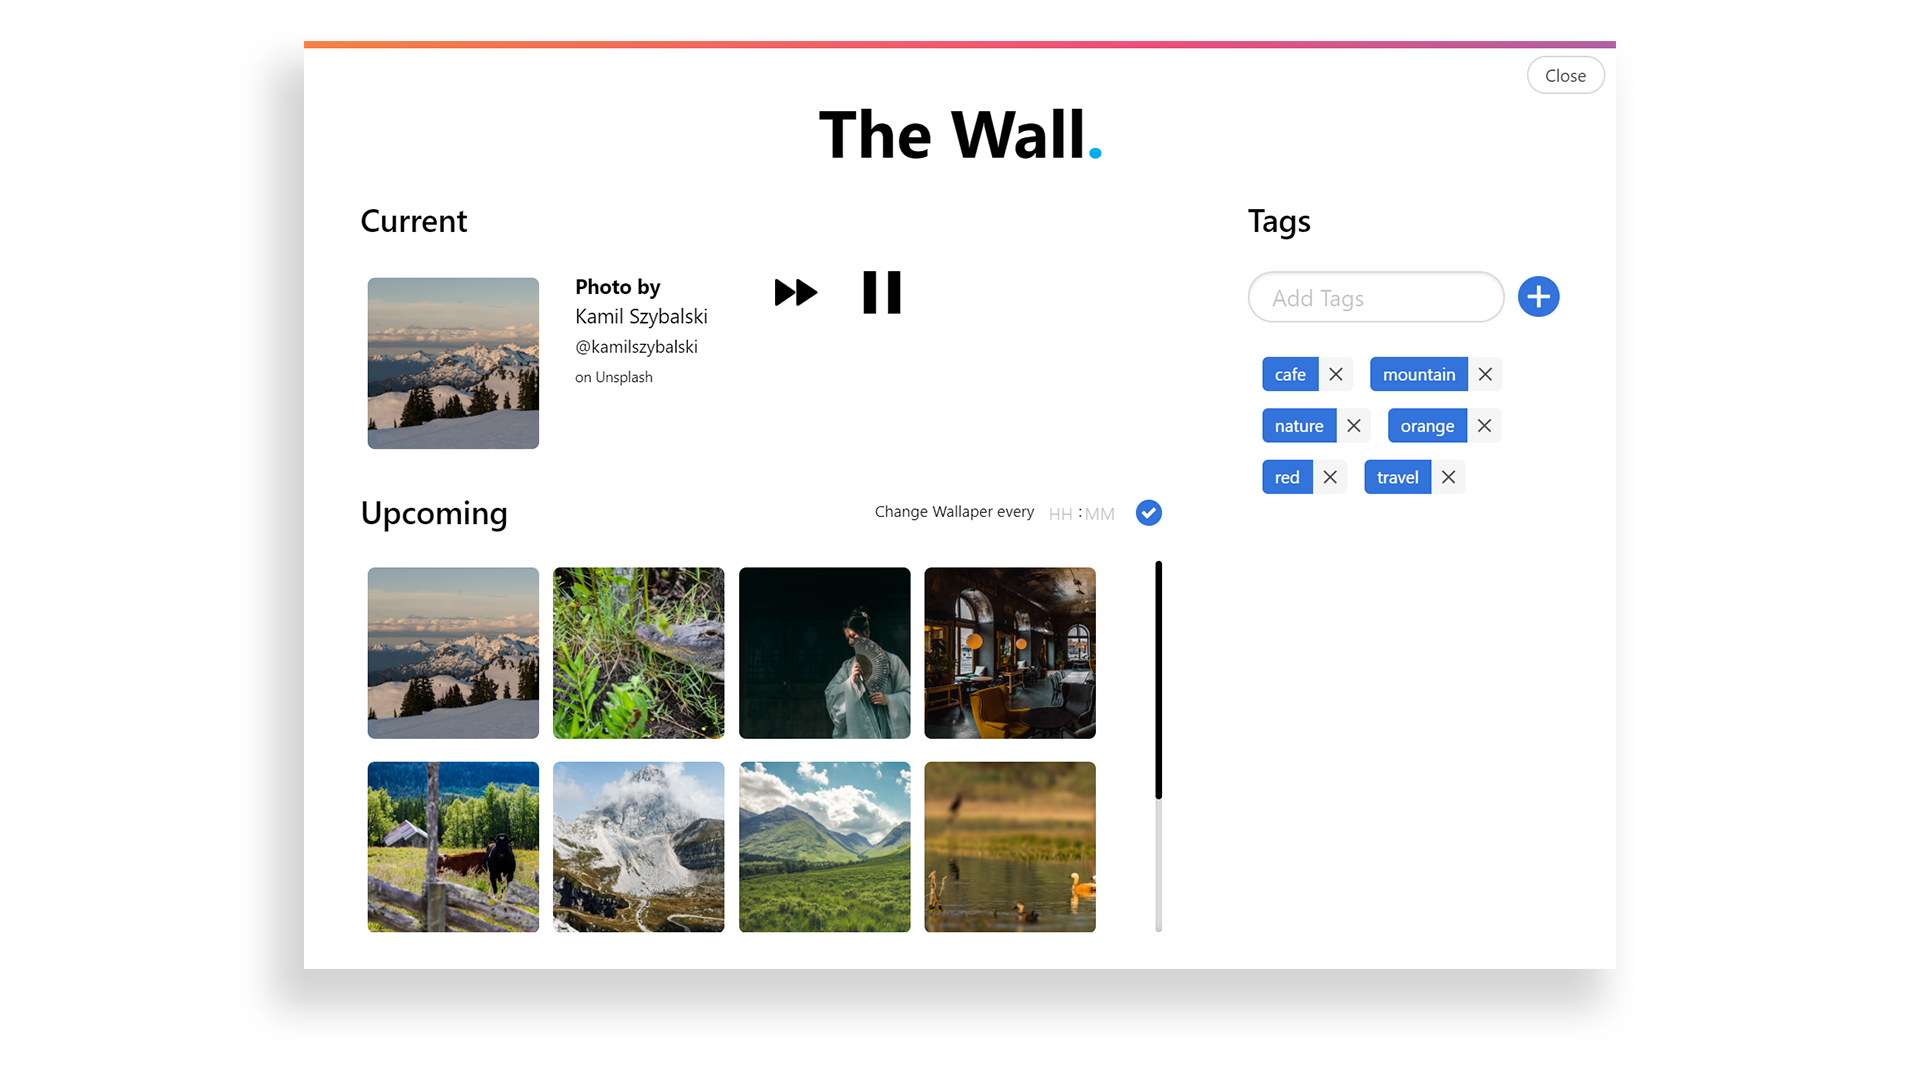 Close
The Wall.
Current
Photo by
Kamil Szybalski
@kamilszybalski
on Unsplash
Upcoming
Change Wallaper every HH : MM
Tags
Add Tags
cafe
mountain
nature
orange
red
travel